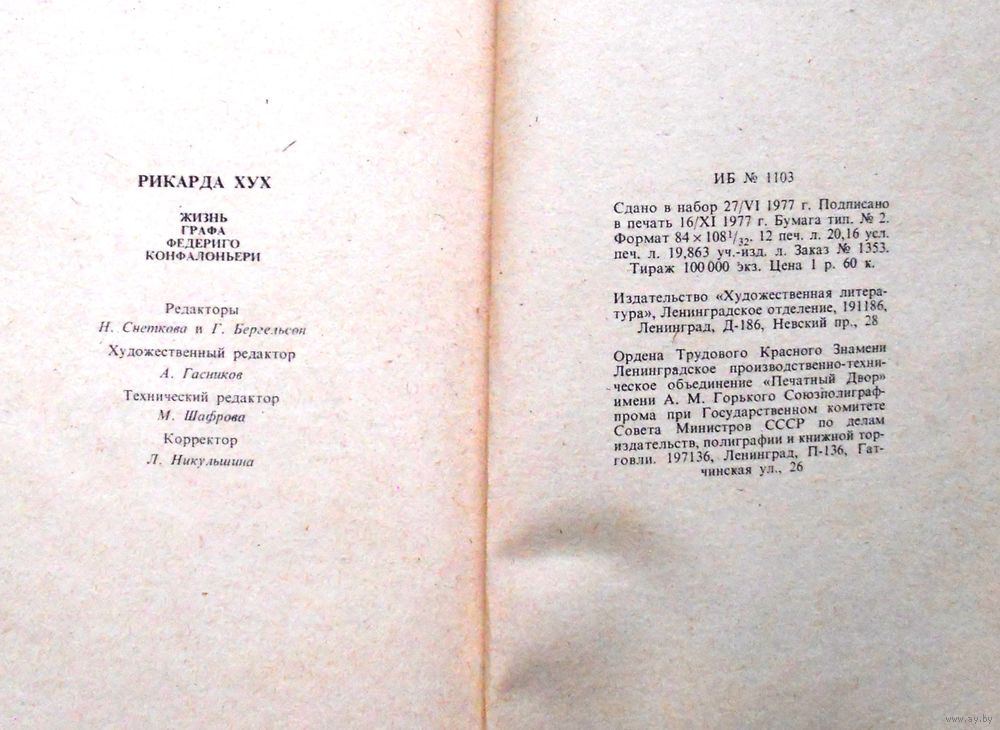 РИКАРДА ХУХ
ЖИЗНЬ
ГРАФА
ФЕДЕРИГО
КОНФАЛОНЬЕРИ
Редакторы
Н. Снеткова и Г. Бергельсон
Художественный редактор
А. Гасников
Технический редактор
М. Шафрова
Корректор
Л. Никульшина
ИБ № 1103
Сдано в набор 27/VI 1977 г. Подписано
в печать 16/XI 1977 г. Бумага тип. № 2.
Формат 84×108¹/₃₂. 12 печ. л. 20,16 усл.
печ. л. 19,863 уч.-изд. л. Заказ № 1353.
Тираж 100 000 экз. Цена 1 р. 60 к.
Издательство «Художественная литера-
тура», Ленинградское отделение, 191186,
Ленинград, Д-186, Невский пр., 28
Ордена Трудового Красного Знамени
Ленинградское производственно-техни-
ческое объединение «Печатный Двор»
имени А. М. Горького Союзполиграф-
прома при Государственном комитете
Совета Министров СССР по делам
издательств, полиграфии и книжной тор-
говли. 197136, Ленинград, П-136, Гат-
чинская ул., 26
www.ay.by